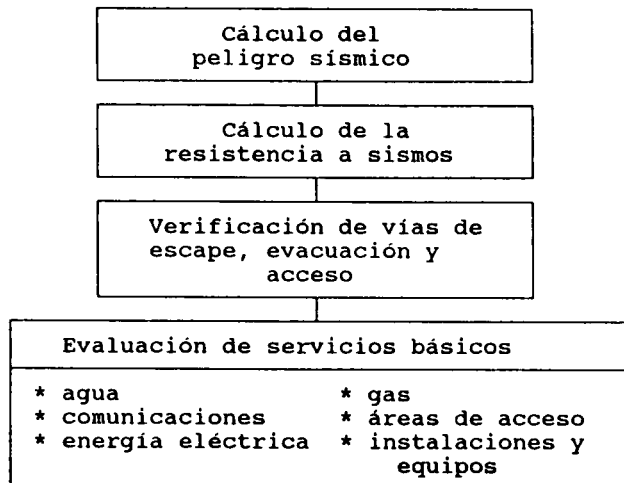 Cálculo del
peligro sísmico
Cálculo de la
resistencia a sismos
Verificación de vías de
escape, evacuación y
acceso
Evaluación de servicios básicos
* agua
* comunicaciones
* energía eléctrica
* gas
* áreas de acceso
* instalaciones y
equipos